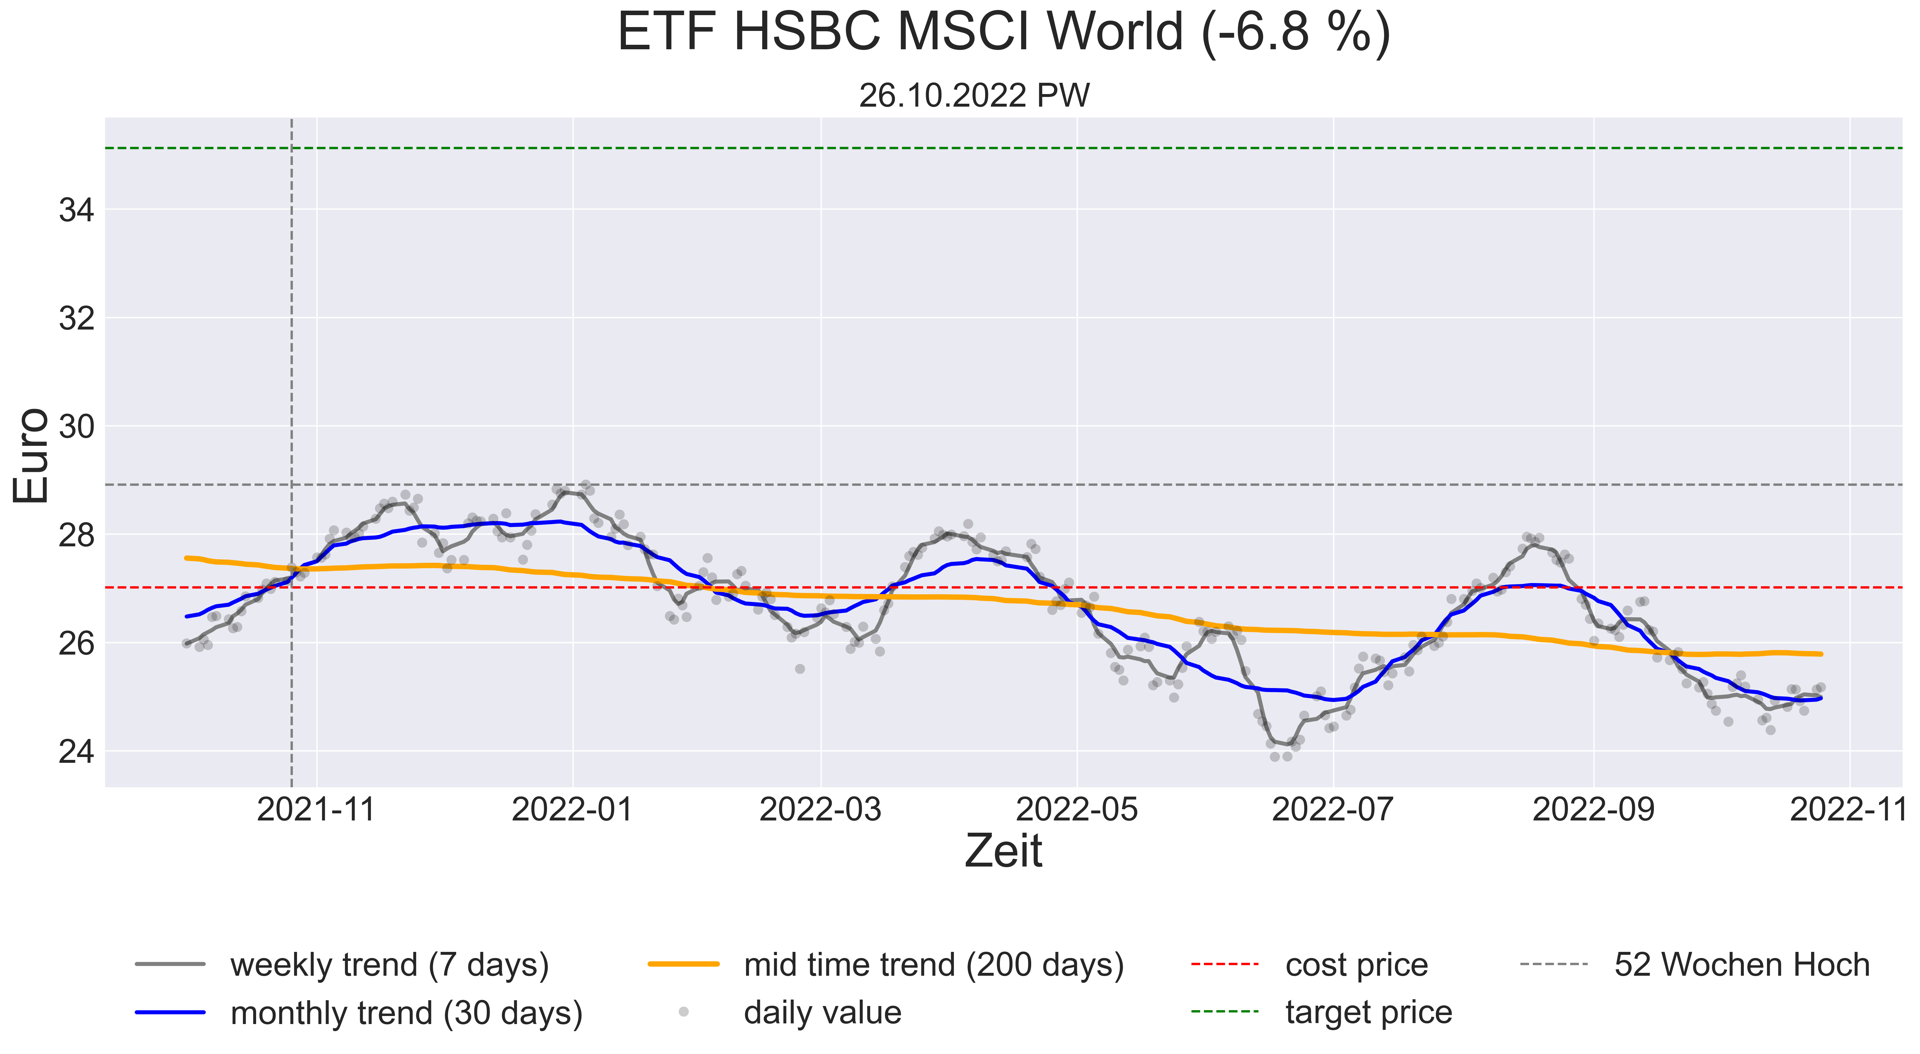 ETF HSBC MSCI World (-6.8 %)
26.10.2022 PW
Euro
34
32
30
28
26
24
2021-11
2022-01
2022-03
2022-05
2022-07
2022-09
2022-11
Zeit
weekly trend (7 days)
monthly trend (30 days)
mid time trend (200 days)
daily value
cost price
target price
52 Wochen Hoch